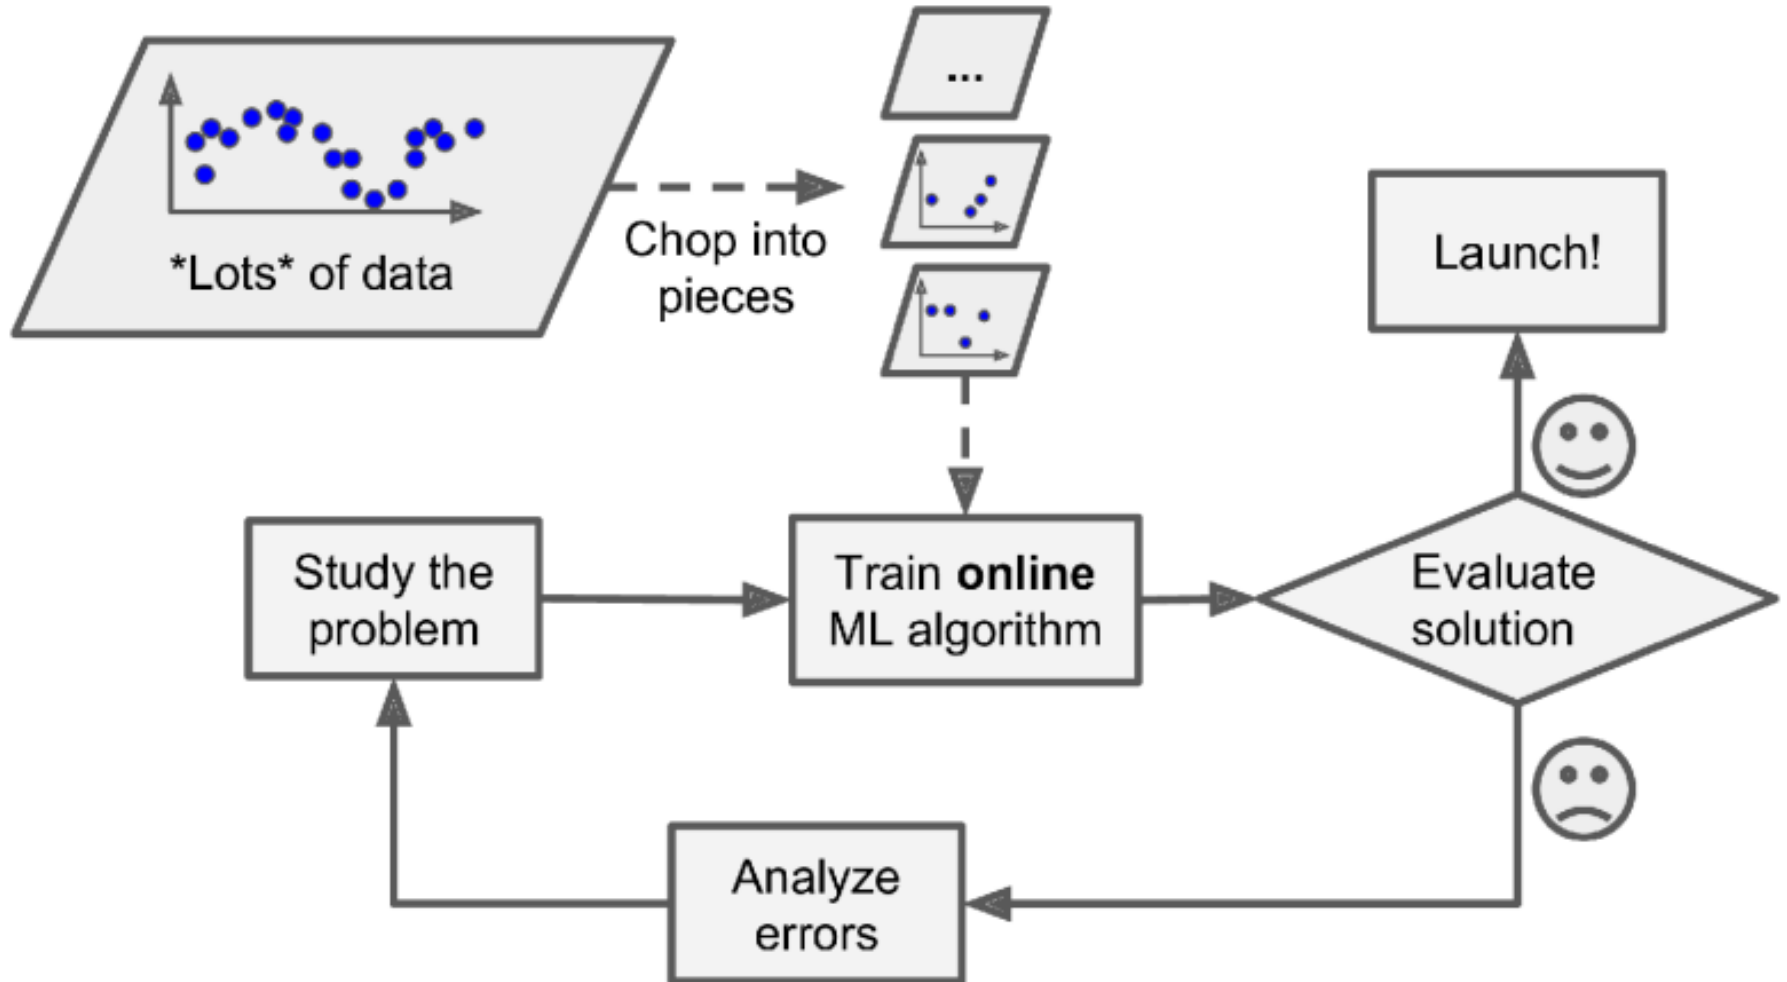 ...
*Lots* of data
Chop into
pieces
Launch!
Study the
problem
Train online
ML algorithm
Evaluate
solution
Analyze
errors